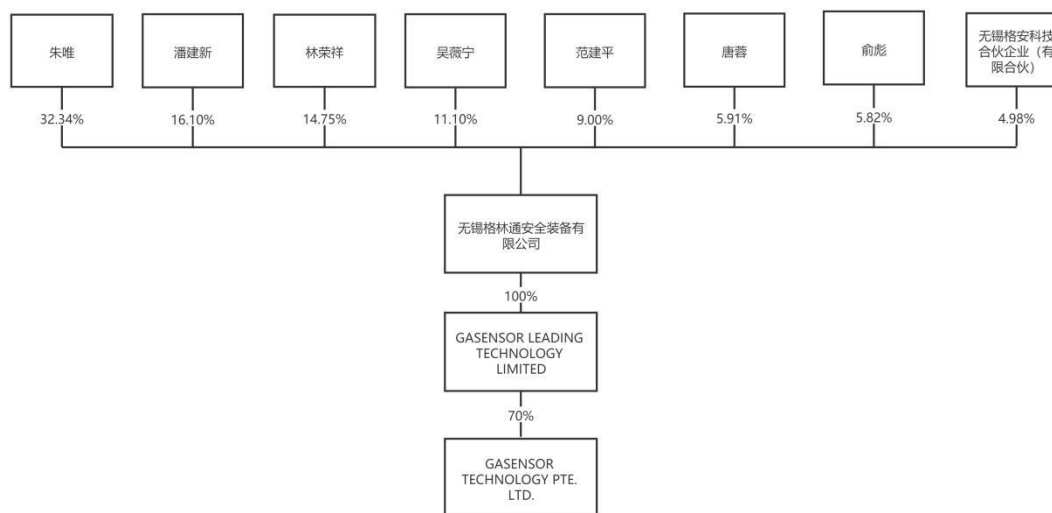 朱唯
潘建新
林荣祥
吴薇宁
范建平
唐蓉
俞彪
无锡格安科技
合伙企业（有
限合伙）
32.34%
16.10%
14.75%
11.10%
9.00%
5.91%
5.82%
4.98%
无锡格林通安全装备有
限公司
100%
GASENSOR LEADING
TECHNOLOGY
LIMITED
70%
GASENSOR
TECHNOLOGY PTE.
LTD.